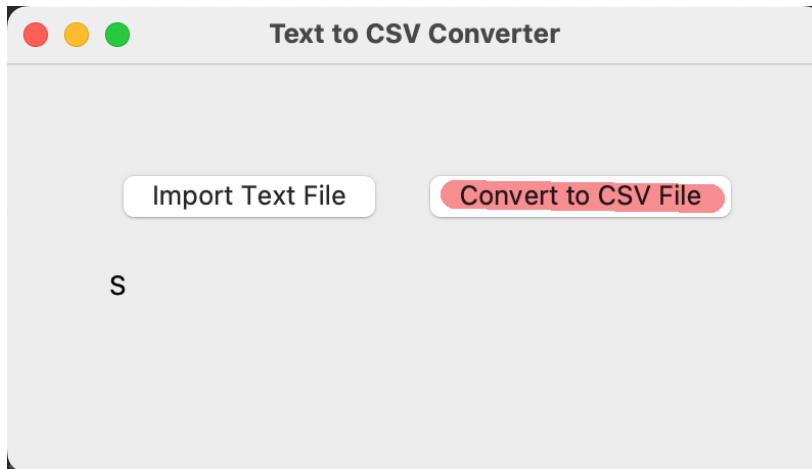 Text to CSV Converter
Import Text File Convert to CSV File
S